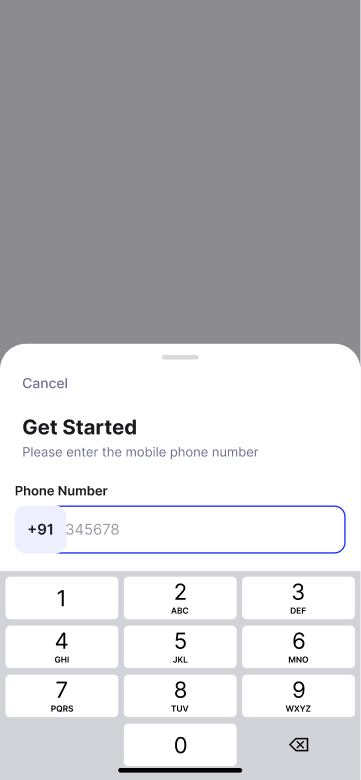 Cancel
Get Started
Please enter the mobile phone number
Phone Number
+91 345678
1 2 3
ABC DEF
4 5 6
GHI JKL MNO
7 8 9
PQRS TUV WXYZ
0